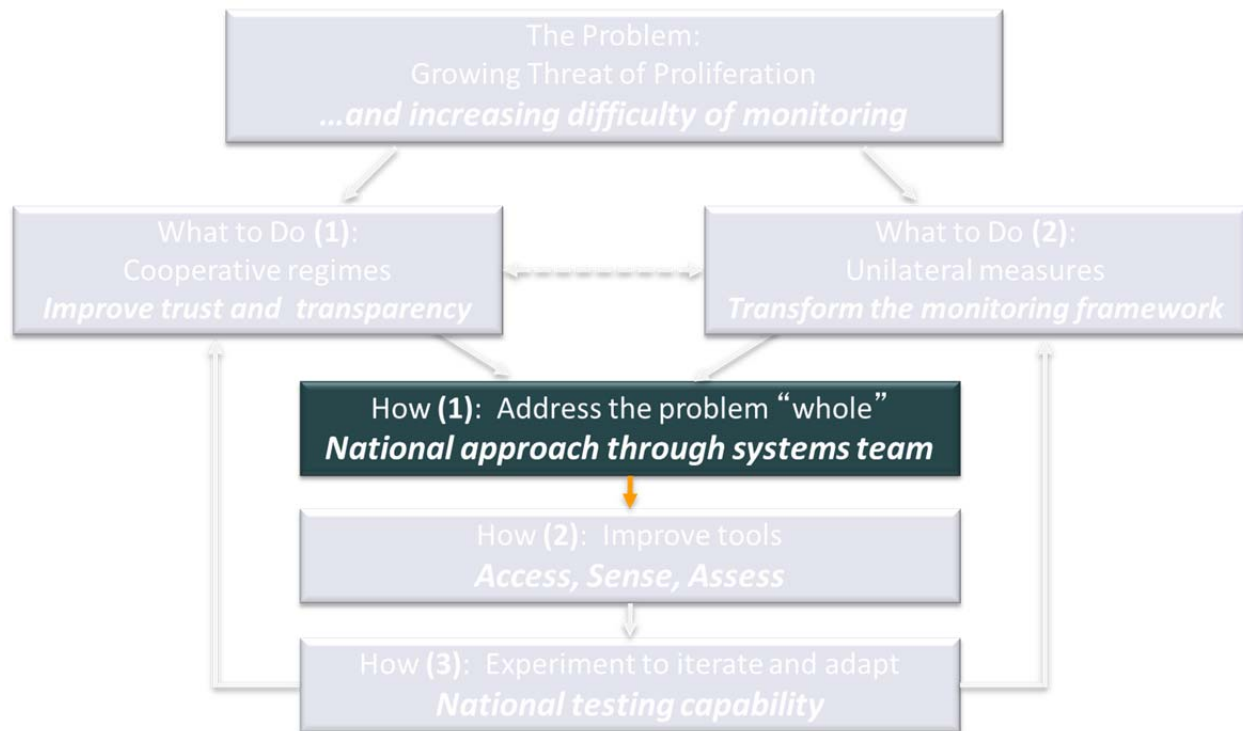 The Problem:
Growing Threat of Proliferation
…and increasing difficulty of monitoring
What to Do (1):
Cooperative regimes
Improve trust and transparency
What to Do (2):
Unilateral measures
Transform the monitoring framework
How (1): Address the problem “whole”
National approach through systems team
How (2): Improve tools
Access, Sense, Assess
How (3): Experiment to iterate and adapt
National testing capability